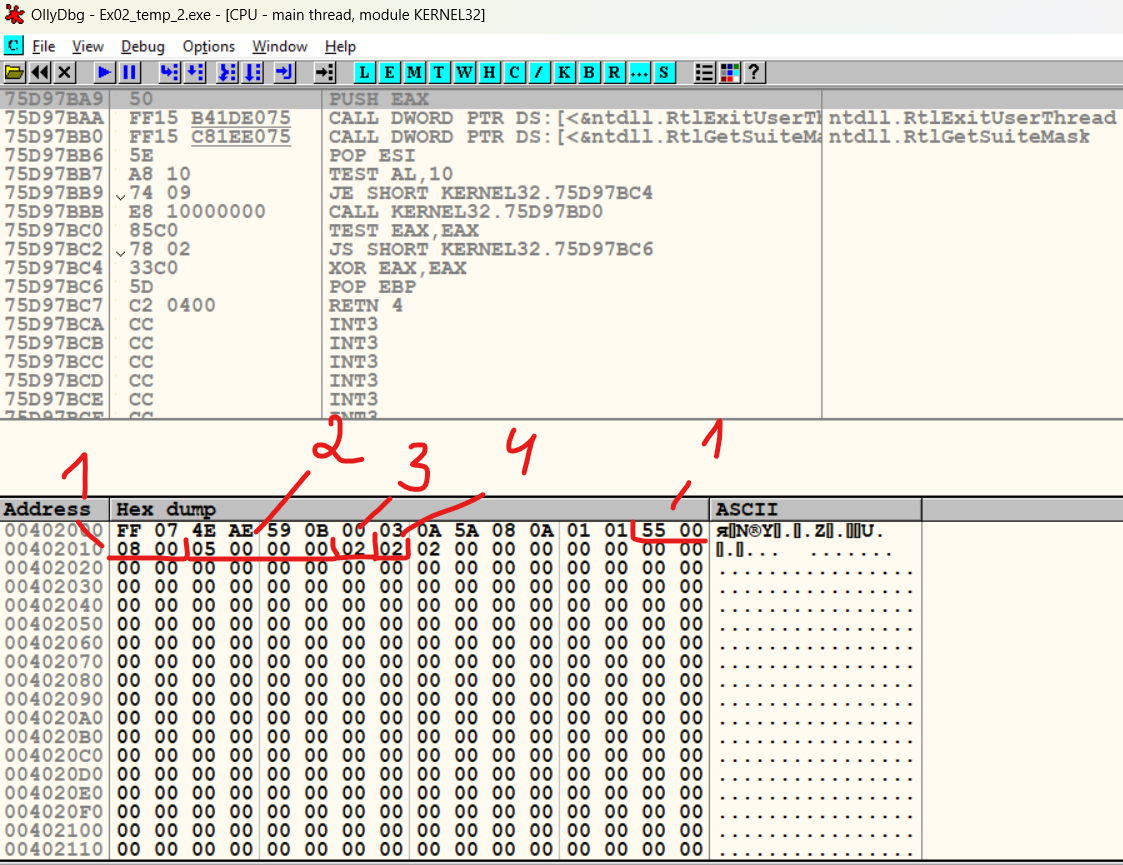 OllyDbg - Ex02_temp_2.exe - [CPU - main thread, module KERNEL32]
C File View Debug Options Window Help
L E M T W H C / K B R ... S ?
75D97BA9 50 PUSH EAX
75D97BAA FF15 B41DE075 CALL DWORD PTR DS:[<&ntdll.RtlExitUserTh ntdll.RtlExitUserThread
75D97BB0 FF15 C81EE075 CALL DWORD PTR DS:[<&ntdll.RtlGetSuiteMa ntdll.RtlGetSuiteMask
75D97BB6 5E POP ESI
75D97BB7 A8 10 TEST AL,10
75D97BB9 74 09 JE SHORT KERNEL32.75D97BC4
75D97BBB E8 10000000 CALL KERNEL32.75D97BD0
75D97BC0 85C0 TEST EAX,EAX
75D97BC2 78 02 JS SHORT KERNEL32.75D97BC6
75D97BC4 33C0 XOR EAX,EAX
75D97BC6 5D POP EBP
75D97BC7 C2 0400 RETN 4
75D97BCA CC INT3
75D97BCB CC INT3
75D97BCC CC INT3
75D97BCD CC INT3
75D97BCE CC INT3
75D97BCF CC INT3
1 2 3 4 1
Address Hex dump ASCII
00402000 FF 07 4E AE 59 0B 00 03 0A 5A 08 0A 01 01 55 00 я▯N®Y▯.▯.Z▯.▯▯U.
00402010 08 00 05 00 00 00 02 02 02 00 00 00 00 00 00 00 ▯.▯... .......
00402020 00 00 00 00 00 00 00 00 00 00 00 00 00 00 00 00 ................
00402030 00 00 00 00 00 00 00 00 00 00 00 00 00 00 00 00 ................
00402040 00 00 00 00 00 00 00 00 00 00 00 00 00 00 00 00 ................
00402050 00 00 00 00 00 00 00 00 00 00 00 00 00 00 00 00 ................
00402060 00 00 00 00 00 00 00 00 00 00 00 00 00 00 00 00 ................
00402070 00 00 00 00 00 00 00 00 00 00 00 00 00 00 00 00 ................
00402080 00 00 00 00 00 00 00 00 00 00 00 00 00 00 00 00 ................
00402090 00 00 00 00 00 00 00 00 00 00 00 00 00 00 00 00 ................
004020A0 00 00 00 00 00 00 00 00 00 00 00 00 00 00 00 00 ................
004020B0 00 00 00 00 00 00 00 00 00 00 00 00 00 00 00 00 ................
004020C0 00 00 00 00 00 00 00 00 00 00 00 00 00 00 00 00 ................
004020D0 00 00 00 00 00 00 00 00 00 00 00 00 00 00 00 00 ................
004020E0 00 00 00 00 00 00 00 00 00 00 00 00 00 00 00 00 ................
004020F0 00 00 00 00 00 00 00 00 00 00 00 00 00 00 00 00 ................
00402100 00 00 00 00 00 00 00 00 00 00 00 00 00 00 00 00 ................
00402110 00 00 00 00 00 00 00 00 00 00 00 00 00 00 00 00 ................